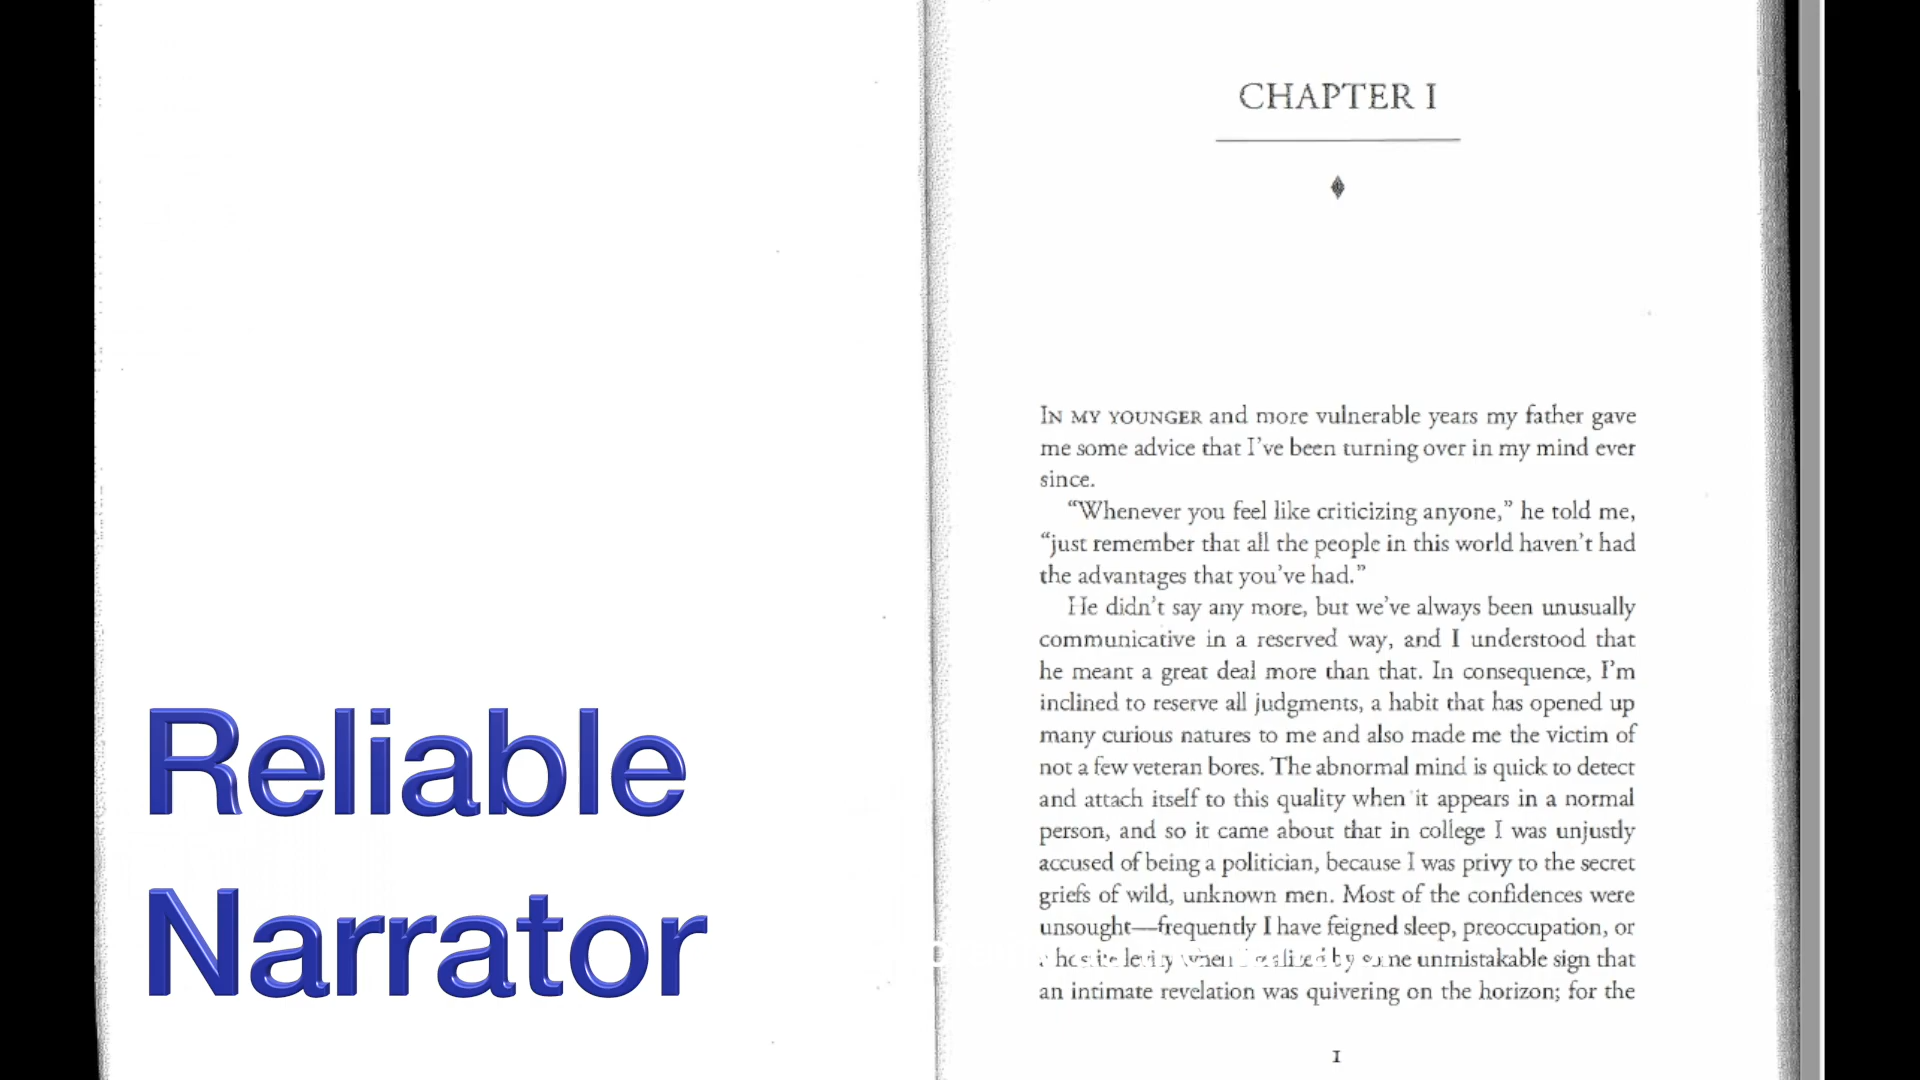 CHAPTER I
IN MY YOUNGER and more vulnerable years my father gave
me some advice that I've been turning over in my mind ever
since.
“Whenever you feel like criticizing anyone,” he told me,
“just remember that all the people in this world haven't had
the advantages that you've had.”
He didn't say any more, but we've always been unusually
communicative in a reserved way, and I understood that
he meant a great deal more than that. In consequence, I'm
inclined to reserve all judgments, a habit that has opened up
many curious natures to me and also made me the victim of
not a few veteran bores. The abnormal mind is quick to detect
and attach itself to this quality when it appears in a normal
person, and so it came about that in college I was unjustly
accused of being a politician, because I was privy to the secret
griefs of wild, unknown men. Most of the confidences were
unsought—frequently I have feigned sleep, preoccupation, or
levity when by some unmistakable sign that
an intimate revelation was quivering on the horizon; for the
1
Reliable
Narrator